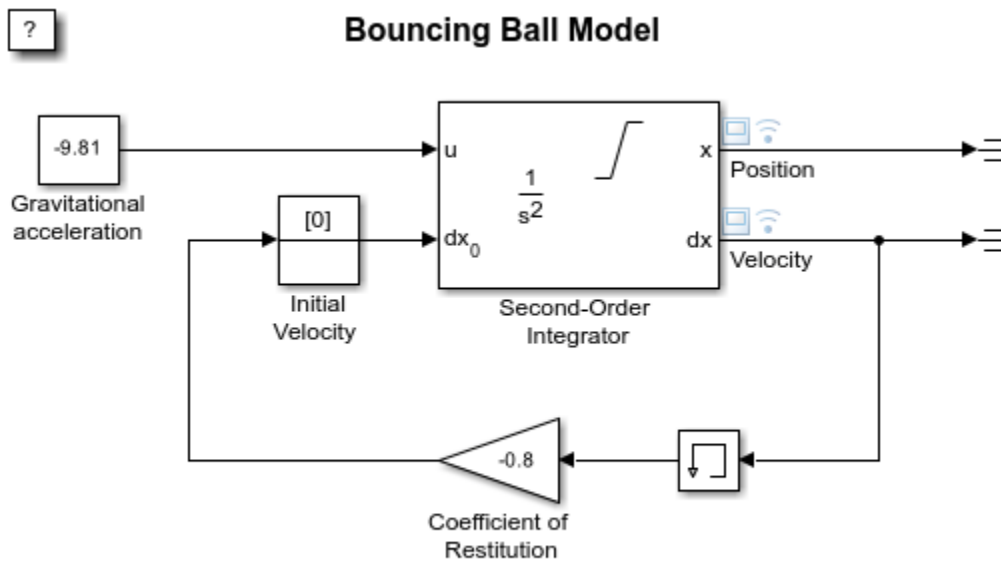 ?
Bouncing Ball Model
-9.81
Gravitational
acceleration
[0]
Initial
Velocity
u
dx0
1
s2
x
dx
Second-Order
Integrator
Position
Velocity
-0.8
Coefficient of
Restitution